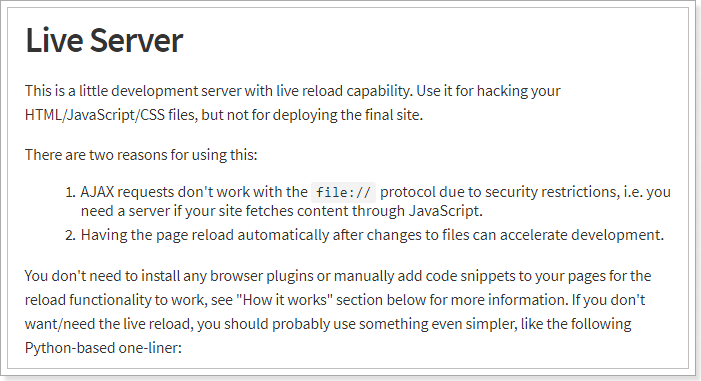 Live Server
This is a little development server with live reload capability. Use it for hacking your
HTML/JavaScript/CSS files, but not for deploying the final site.
There are two reasons for using this:
1. AJAX requests don't work with the file:// protocol due to security restrictions, i.e. you
need a server if your site fetches content through JavaScript.
2. Having the page reload automatically after changes to files can accelerate development.
You don't need to install any browser plugins or manually add code snippets to your pages for the
reload functionality to work, see "How it works" section below for more information. If you don't
want/need the live reload, you should probably use something even simpler, like the following
Python-based one-liner: